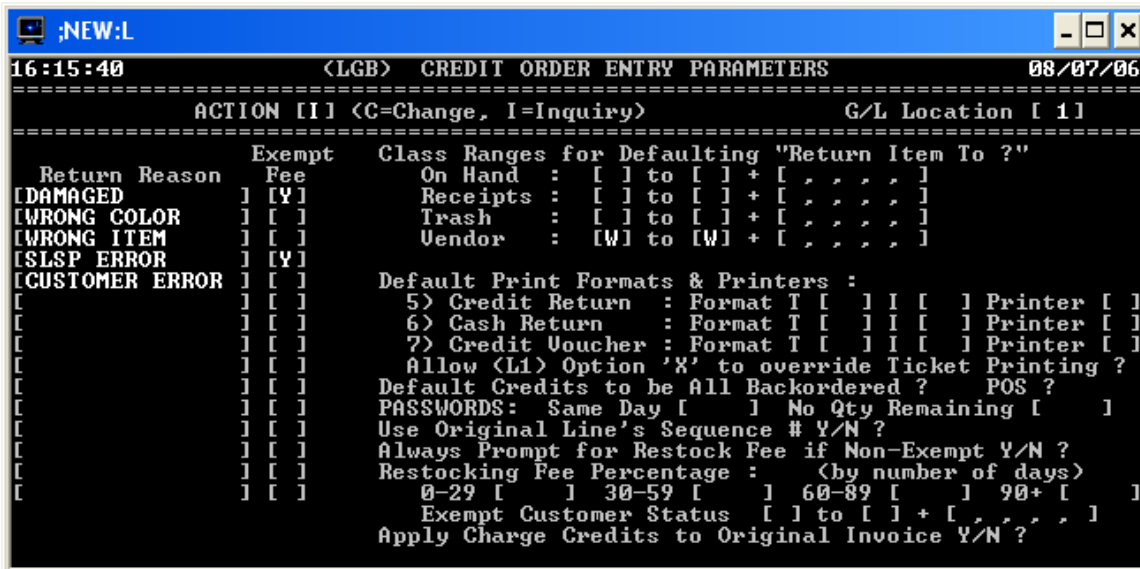 ;NEW:L
16:15:40 (LGB) CREDIT ORDER ENTRY PARAMETERS 08/07/06
================================================================================
ACTION [I] (C=Change, I=Inquiry) G/L Location [ 1]
================================================================================
Exempt Class Ranges for Defaulting "Return Item To ?"
Return Reason Fee On Hand : [ ] to [ ] + [ , , , , ]
[DAMAGED ] [Y] Receipts : [ ] to [ ] + [ , , , , ]
[WRONG COLOR ] [ ] Trash : [ ] to [ ] + [ , , , , ]
[WRONG ITEM ] [ ] Vendor : [W] to [W] + [ , , , , ]
[SLSP ERROR ] [Y]
[CUSTOMER ERROR ] [ ] Default Print Formats & Printers :
[ ] [ ] 5) Credit Return : Format T [ ] I [ ] Printer [ ]
[ ] [ ] 6) Cash Return : Format T [ ] I [ ] Printer [ ]
[ ] [ ] 7) Credit Voucher : Format T [ ] I [ ] Printer [ ]
[ ] [ ] Allow (L1) Option 'X' to override Ticket Printing ?
[ ] [ ] Default Credits to be All Backordered ? POS ?
[ ] [ ] PASSWORDS: Same Day [ ] No Qty Remaining [ ]
[ ] [ ] Use Original Line's Sequence # Y/N ?
[ ] [ ] Always Prompt for Restock Fee if Non-Exempt Y/N ?
[ ] [ ] Restocking Fee Percentage : (by number of days)
[ ] [ ] 0-29 [ ] 30-59 [ ] 60-89 [ ] 90+ [ ]
Exempt Customer Status [ ] to [ ] + [ , , , , ]
Apply Charge Credits to Original Invoice Y/N ?